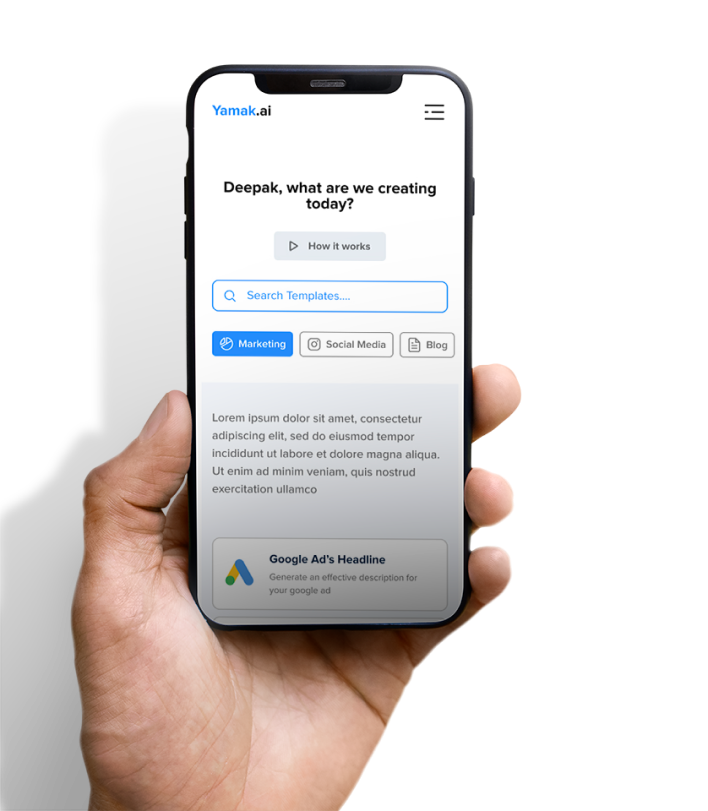 Yamak.ai
Deepak, what are we creating
today?
How it works
Search Templates....
Marketing
Social Media
Blog
Lorem ipsum dolor sit amet, consectetur
adipiscing elit, sed do eiusmod tempor
incididunt ut labore et dolore magna aliqua.
Ut enim ad minim veniam, quis nostrud
exercitation ullamco
Google Ad's Headline
Generate an effective description for
your google ad